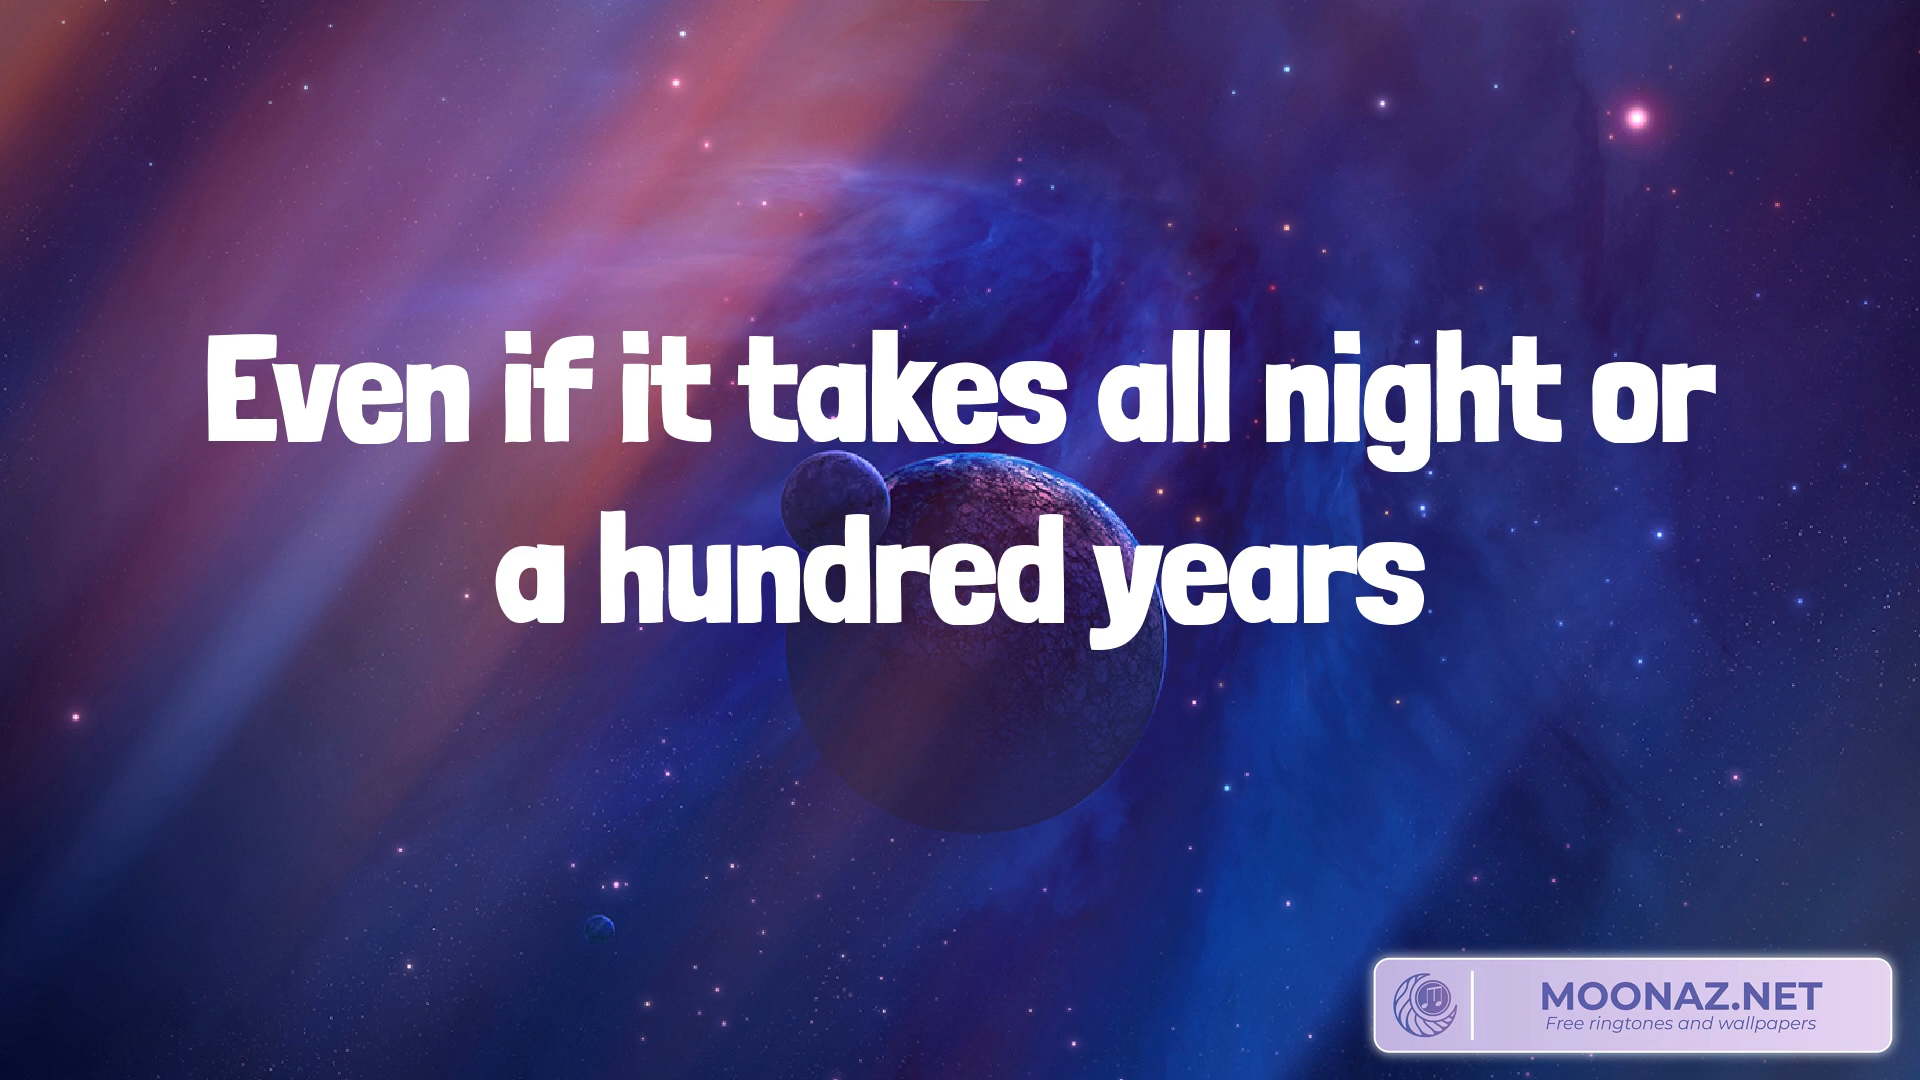 Even if it takes all night or
a hundred years
MOONAZ.NET
Free ringtones and wallpapers